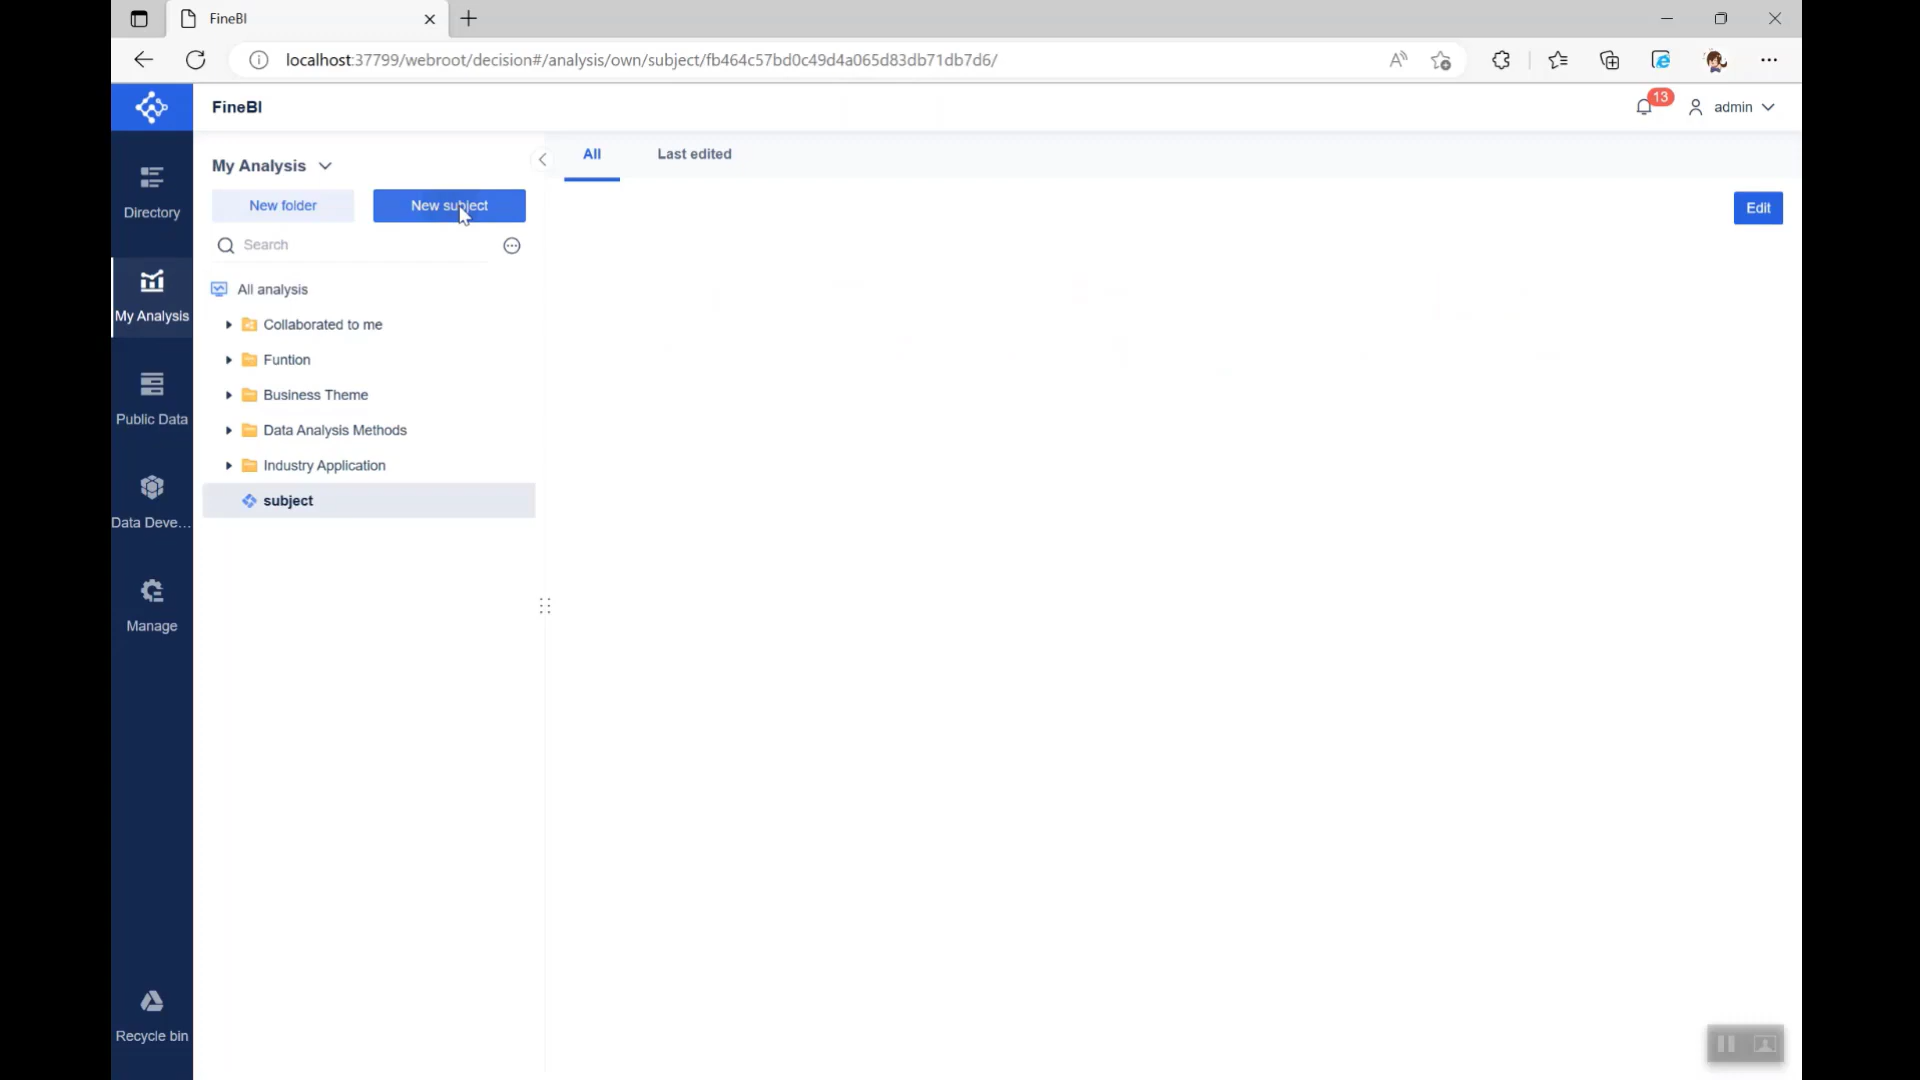 FineBI
localhost:37799/webroot/decision#/analysis/own/subject/fb464c57bd0c49d4a065d83db71db7d6/
FineBI
13
admin
Directory
My Analysis
Public Data
Data Deve...
Manage
Recycle bin
My Analysis
New folder
New subject
Search
All analysis
Collaborated to me
Funtion
Business Theme
Data Analysis Methods
Industry Application
subject
All
Last edited
Edit